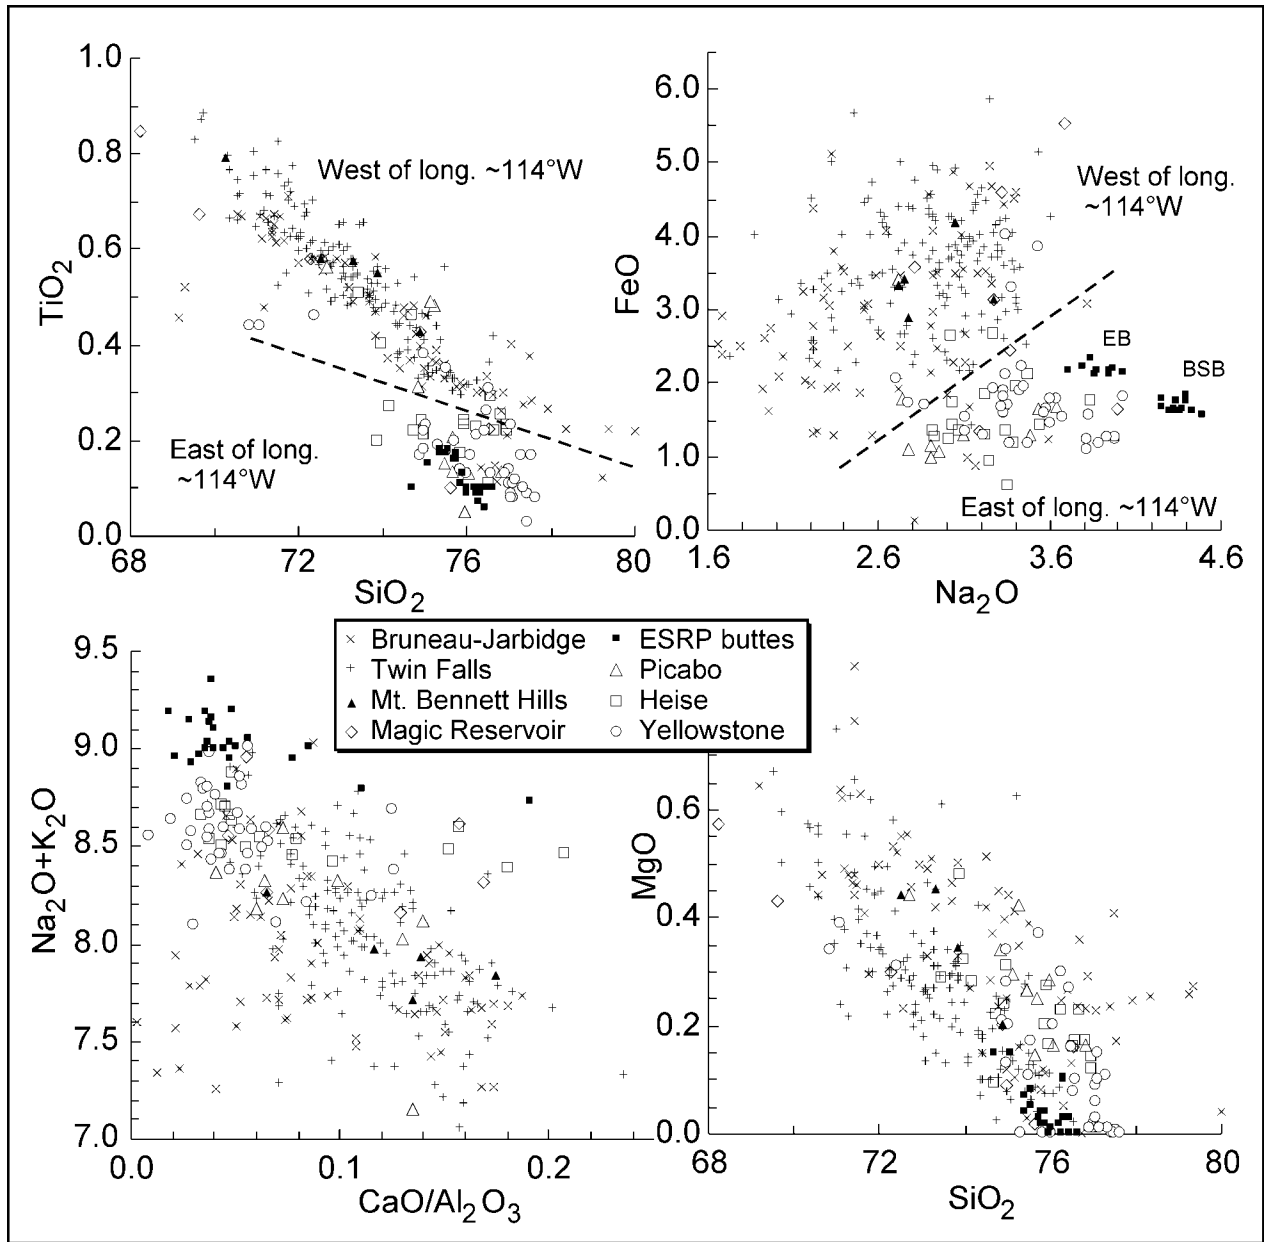 1.0
0.8
0.6
0.4
0.2
0.0
TiO2
68
72
76
80
SiO2
West of long. ~114°W
East of long.
~114°W
6.0
5.0
4.0
3.0
2.0
1.0
0.0
FeO
1.6
2.6
3.6
4.6
Na2O
West of long.
~114°W
EB
BSB
East of long. ~114°W
Bruneau-Jarbidge
Twin Falls
Mt. Bennett Hills
Magic Reservoir
ESRP buttes
Picabo
Heise
Yellowstone
9.5
9.0
8.5
8.0
7.5
7.0
Na2O+K2O
0.0
0.1
0.2
CaO/Al2O3
0.6
0.4
0.2
0.0
MgO
68
72
76
80
SiO2